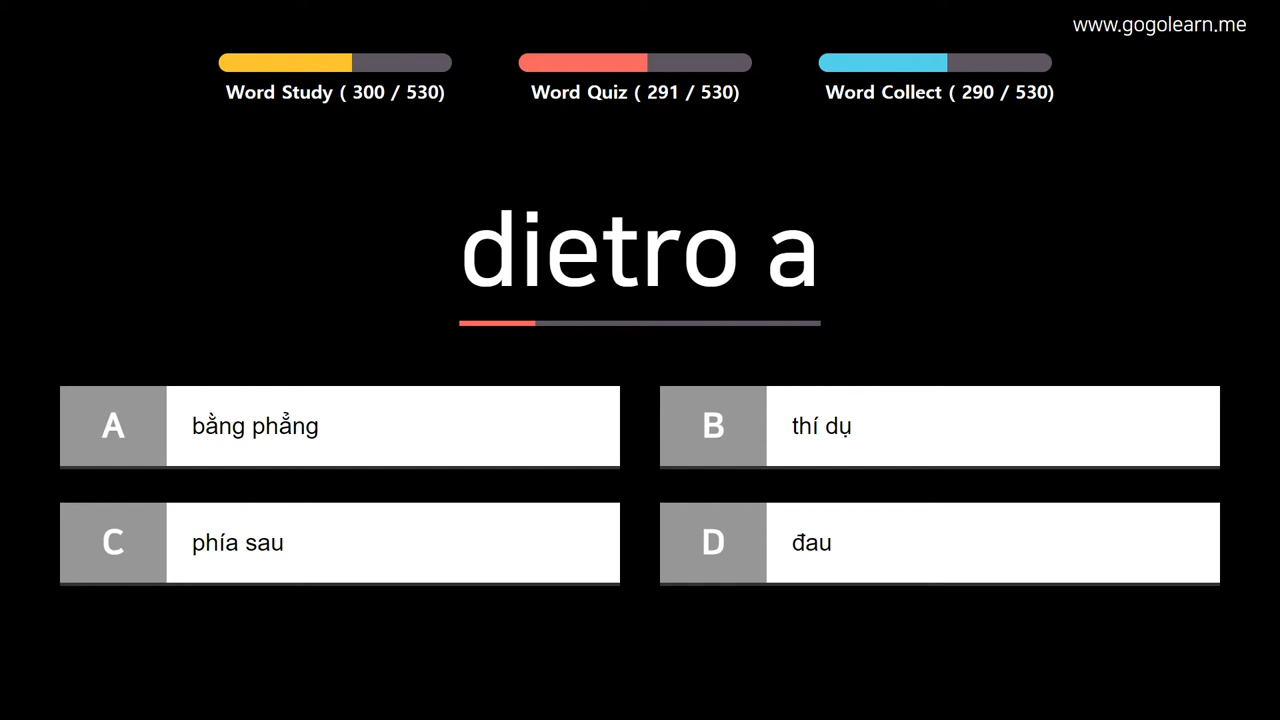 www.gogolearn.me
Word Study ( 300 / 530)
Word Quiz ( 291 / 530)
Word Collect ( 290 / 530)
dietro a
A bằng phẳng
B thí dụ
C phía sau
D đau